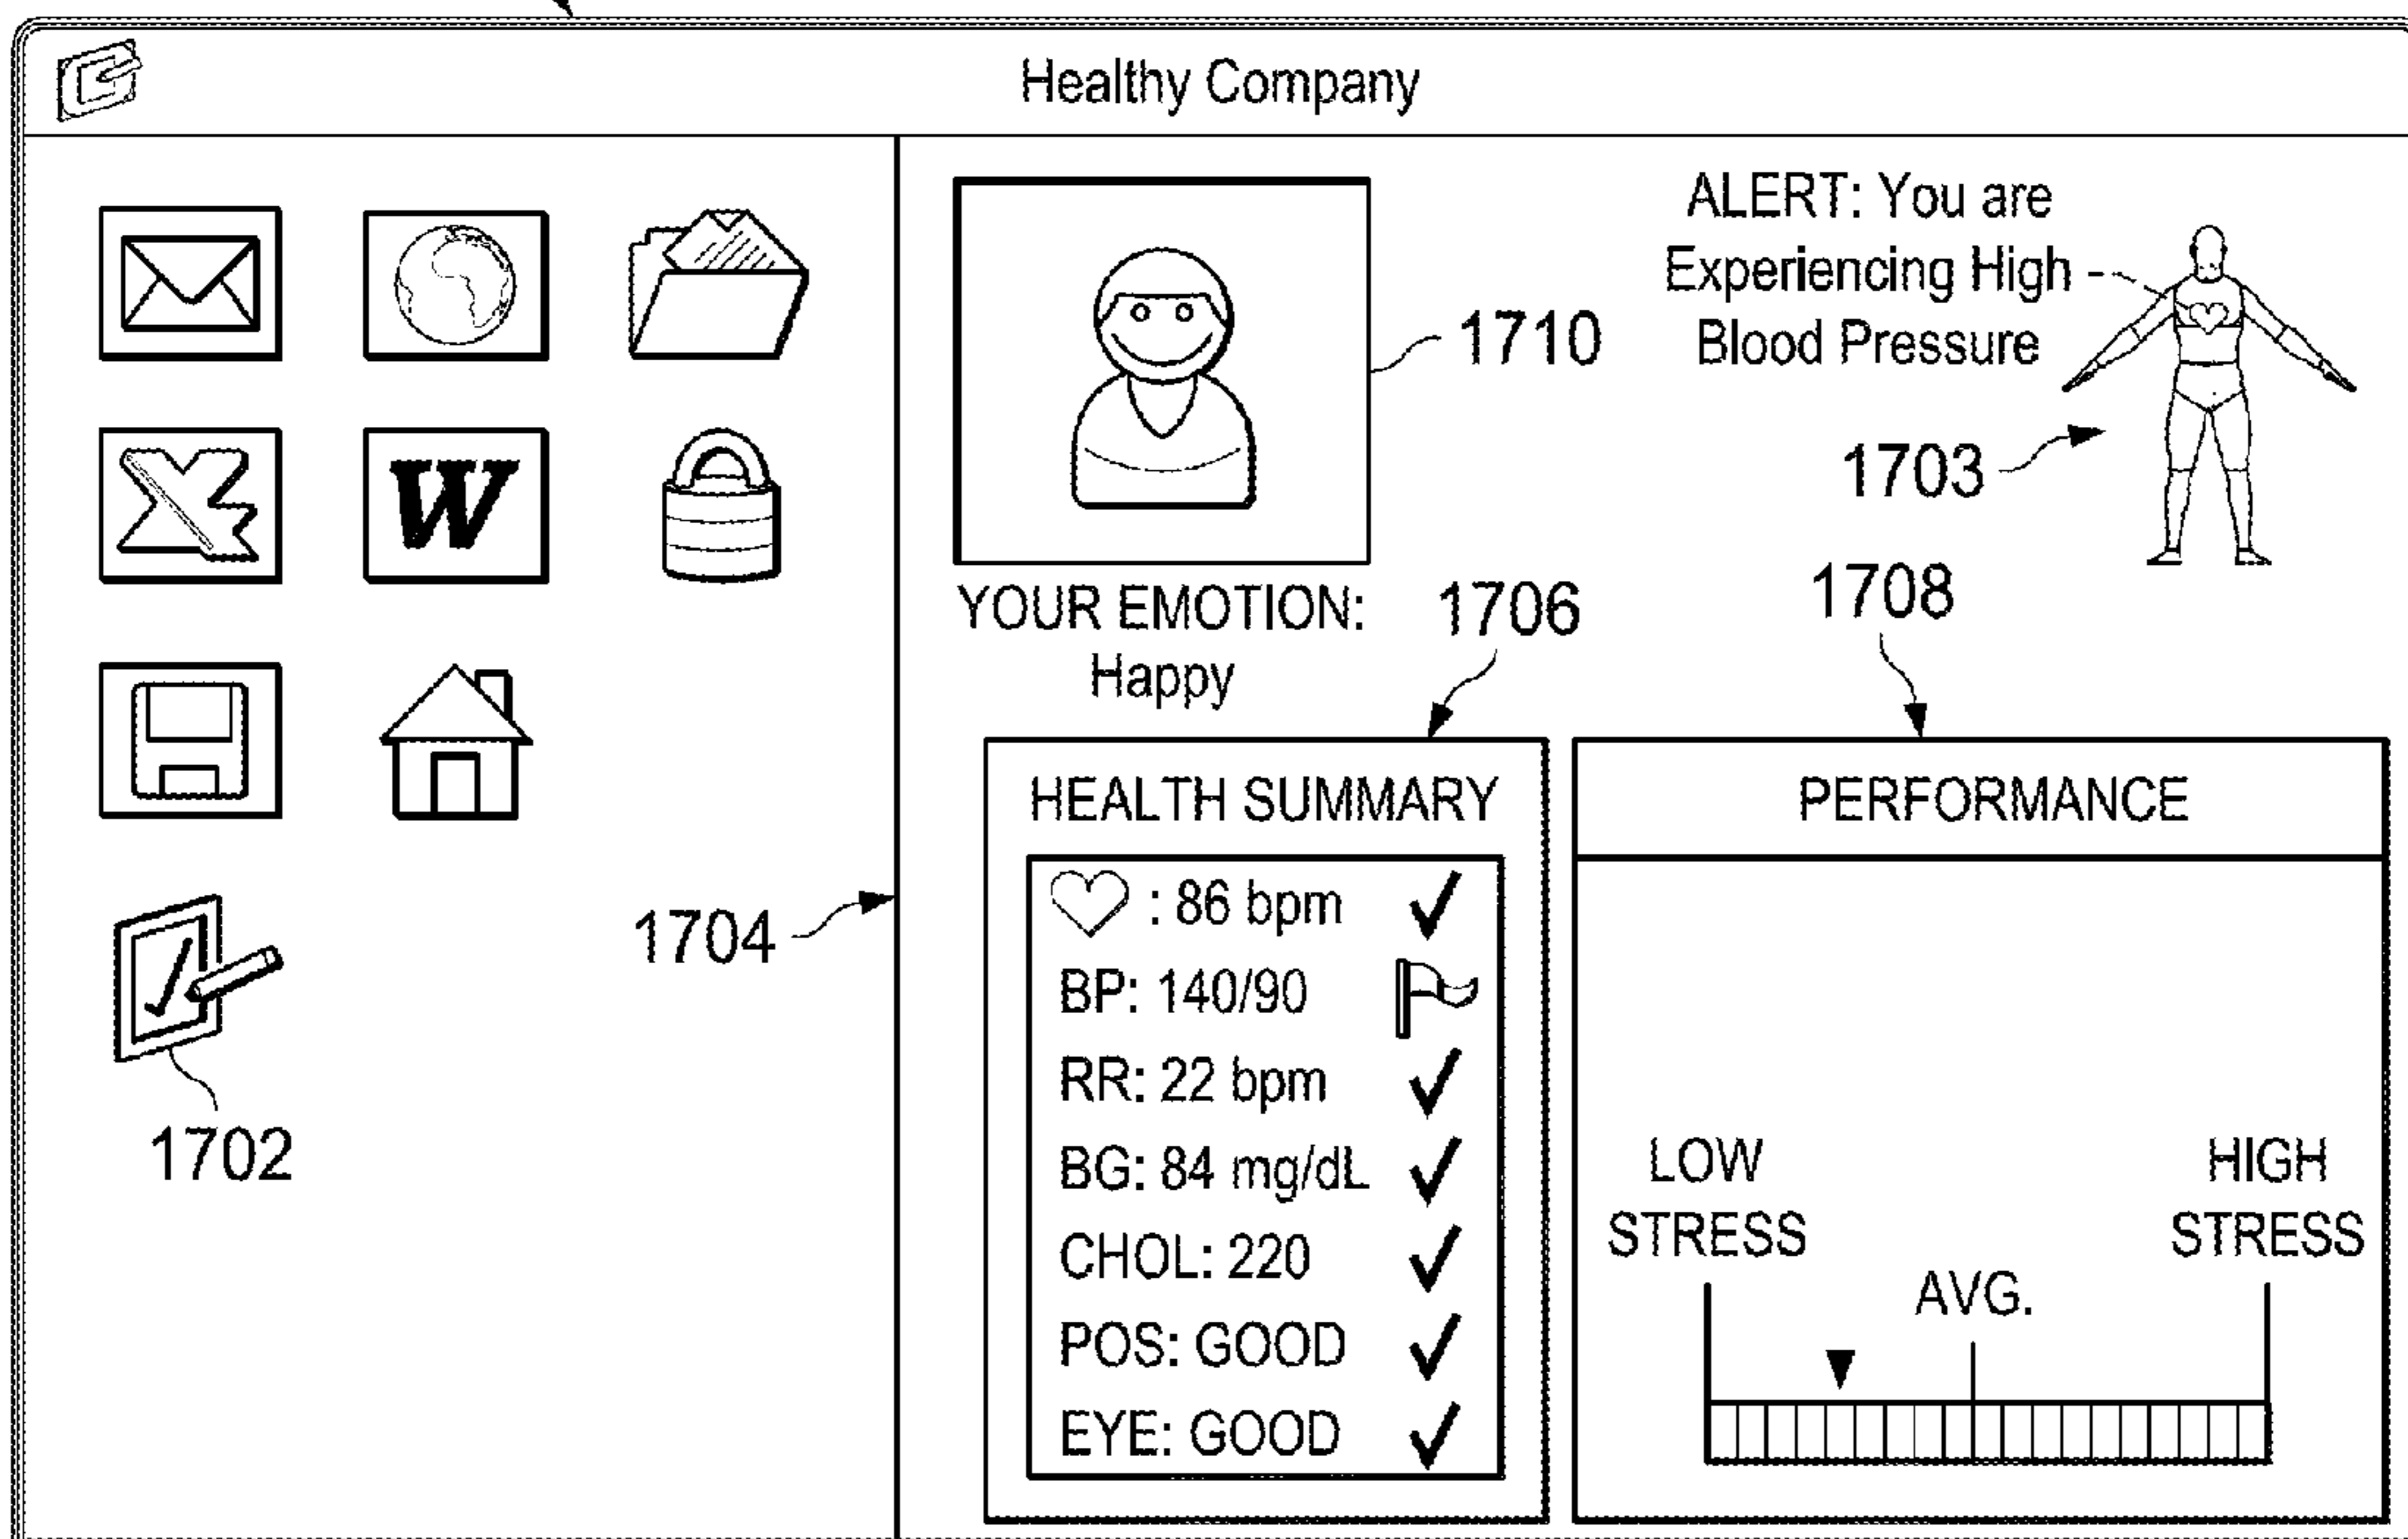 Healthy Company
W
ALERT: You are
Experiencing High
Blood Pressure
1710
1703
YOUR EMOTION:
Happy
1706
1708
HEALTH SUMMARY
: 86 bpm
BP: 140/90
RR: 22 bpm
BG: 84 mg/dL
CHOL: 220
POS: GOOD
EYE: GOOD
PERFORMANCE
LOW
STRESS
HIGH
STRESS
AVG.
1704
1702